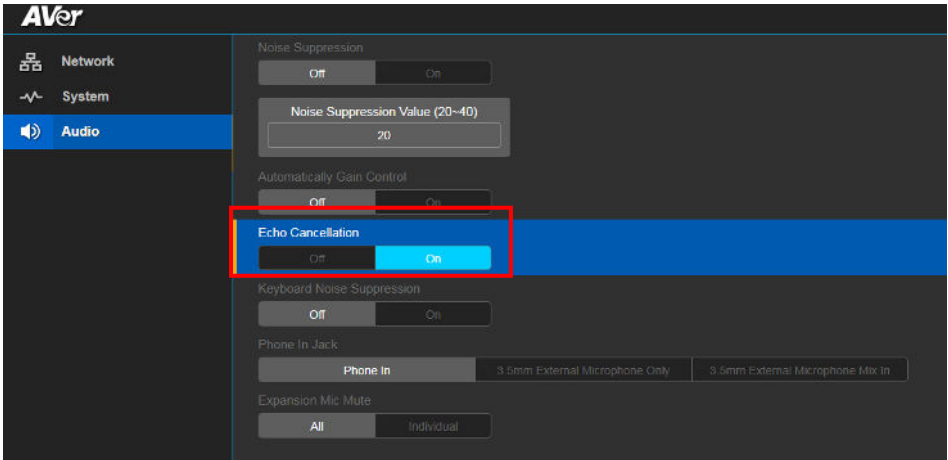 AVer
Network
System
Audio
Noise Suppression
Off On
Noise Suppression Value (20~40)
20
Automatically Gain Control
Off On
Echo Cancellation
Off On
Keyboard Noise Suppression
Off On
Phone In Jack
Phone In 3.5mm External Microphone Only 3.5mm External Microphone Mix In
Expansion Mic Mute
All Individual